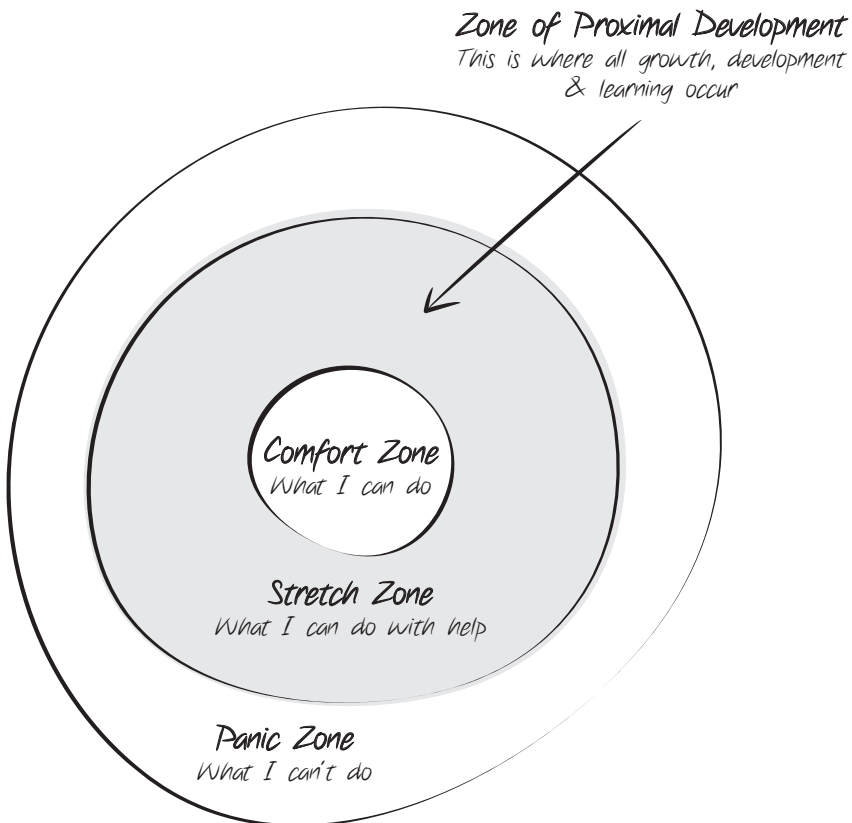 Zone of Proximal Development
This is where all growth, development
& learning occur
Comfort Zone
What I can do
Stretch Zone
What I can do with help
Panic Zone
What I can't do